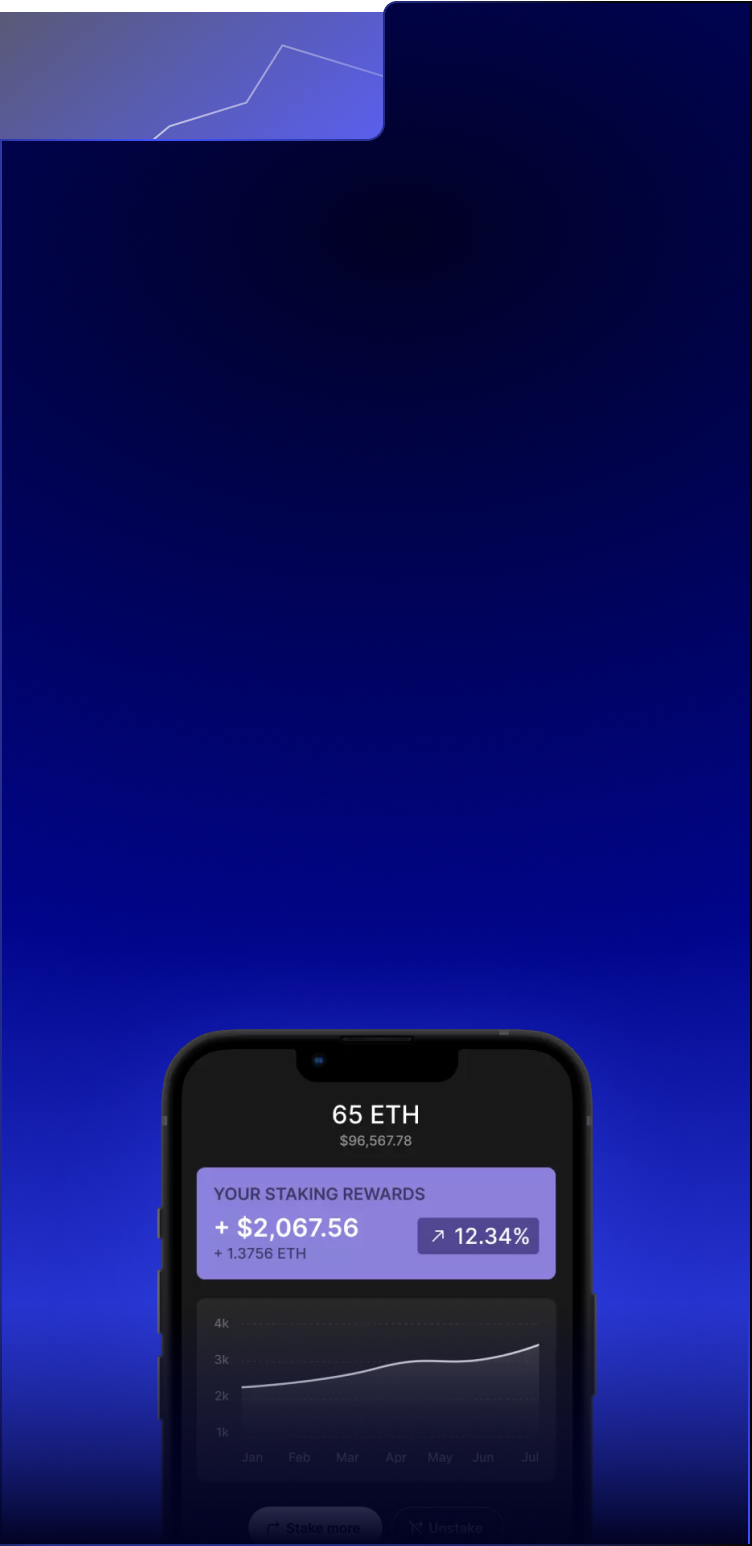 65 ETH
$96,567.78
YOUR STAKING REWARDS
+ $2,067.56
↗ 12.34%
+ 1.3756 ETH
4k
3k
2k
1k
Jan Feb Mar Apr May Jun Jul
Stake more Unstake